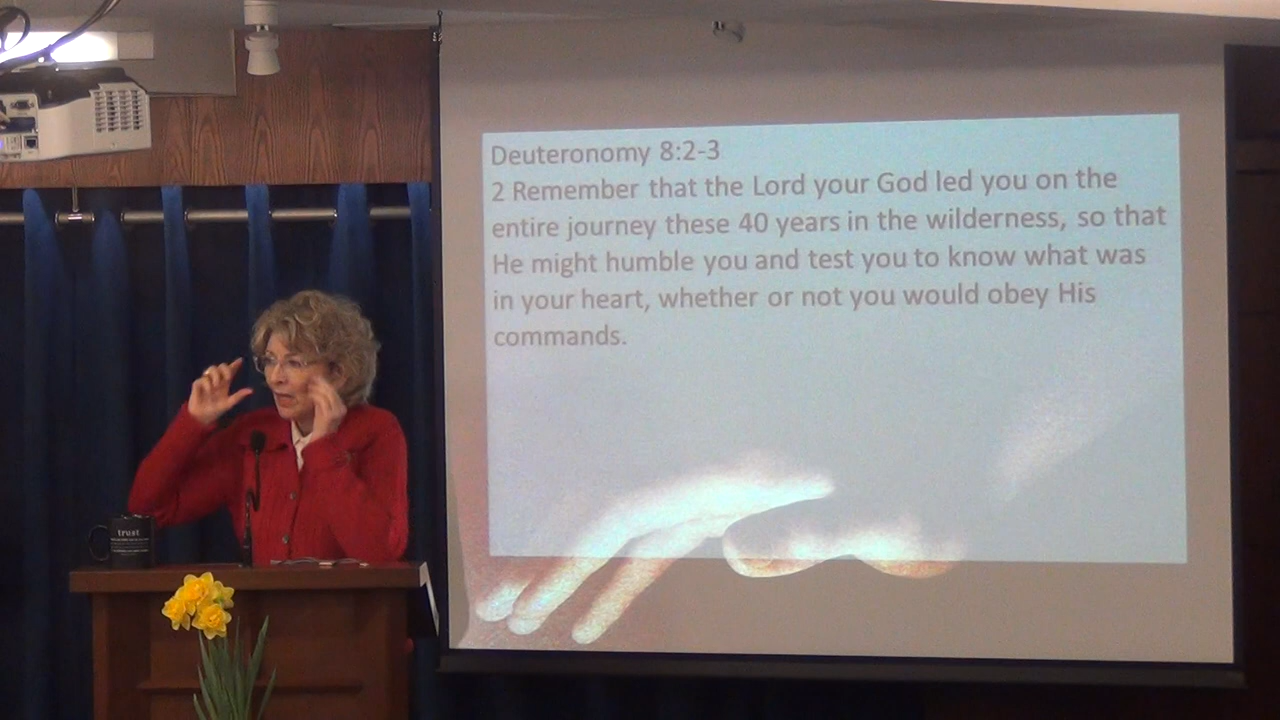 Deuteronomy 8:2-3
2 Remember that the Lord your God led you on the
entire journey these 40 years in the wilderness, so that
He might humble you and test you to know what was
in your heart, whether or not you would obey His
commands.
trust